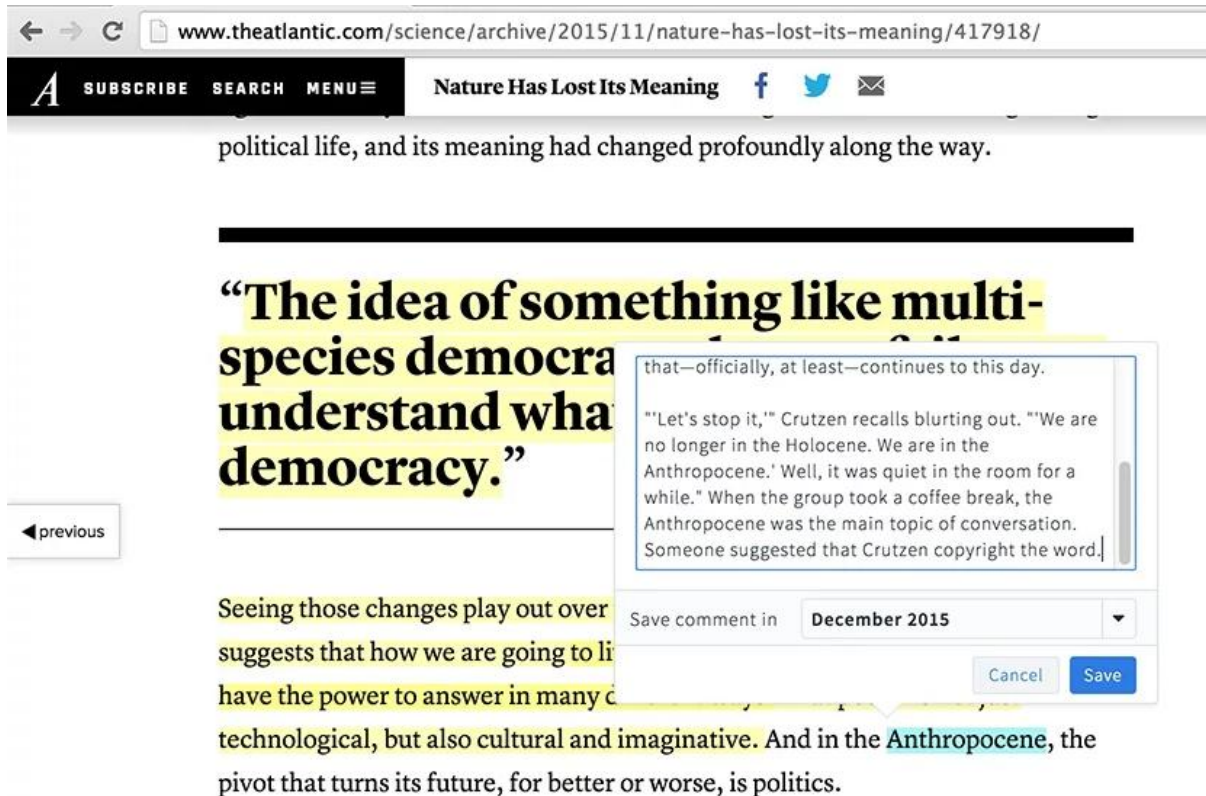 www.theatlantic.com/science/archive/2015/11/nature-has-lost-its-meaning/417918/
A SUBSCRIBE SEARCH MENU Nature Has Lost Its Meaning
political life, and its meaning had changed profoundly along the way.
“The idea of something like multi-
species democra
understand wha
democracy.”
that—officially, at least—continues to this day.
"'Let's stop it,'" Crutzen recalls blurting out. "'We are
no longer in the Holocene. We are in the
Anthropocene.' Well, it was quiet in the room for a
while." When the group took a coffee break, the
Anthropocene was the main topic of conversation.
Someone suggested that Crutzen copyright the word.
Save comment in December 2015
Cancel Save
previous
Seeing those changes play out over
suggests that how we are going to li
have the power to answer in many d
technological, but also cultural and imaginative. And in the Anthropocene, the
pivot that turns its future, for better or worse, is politics.